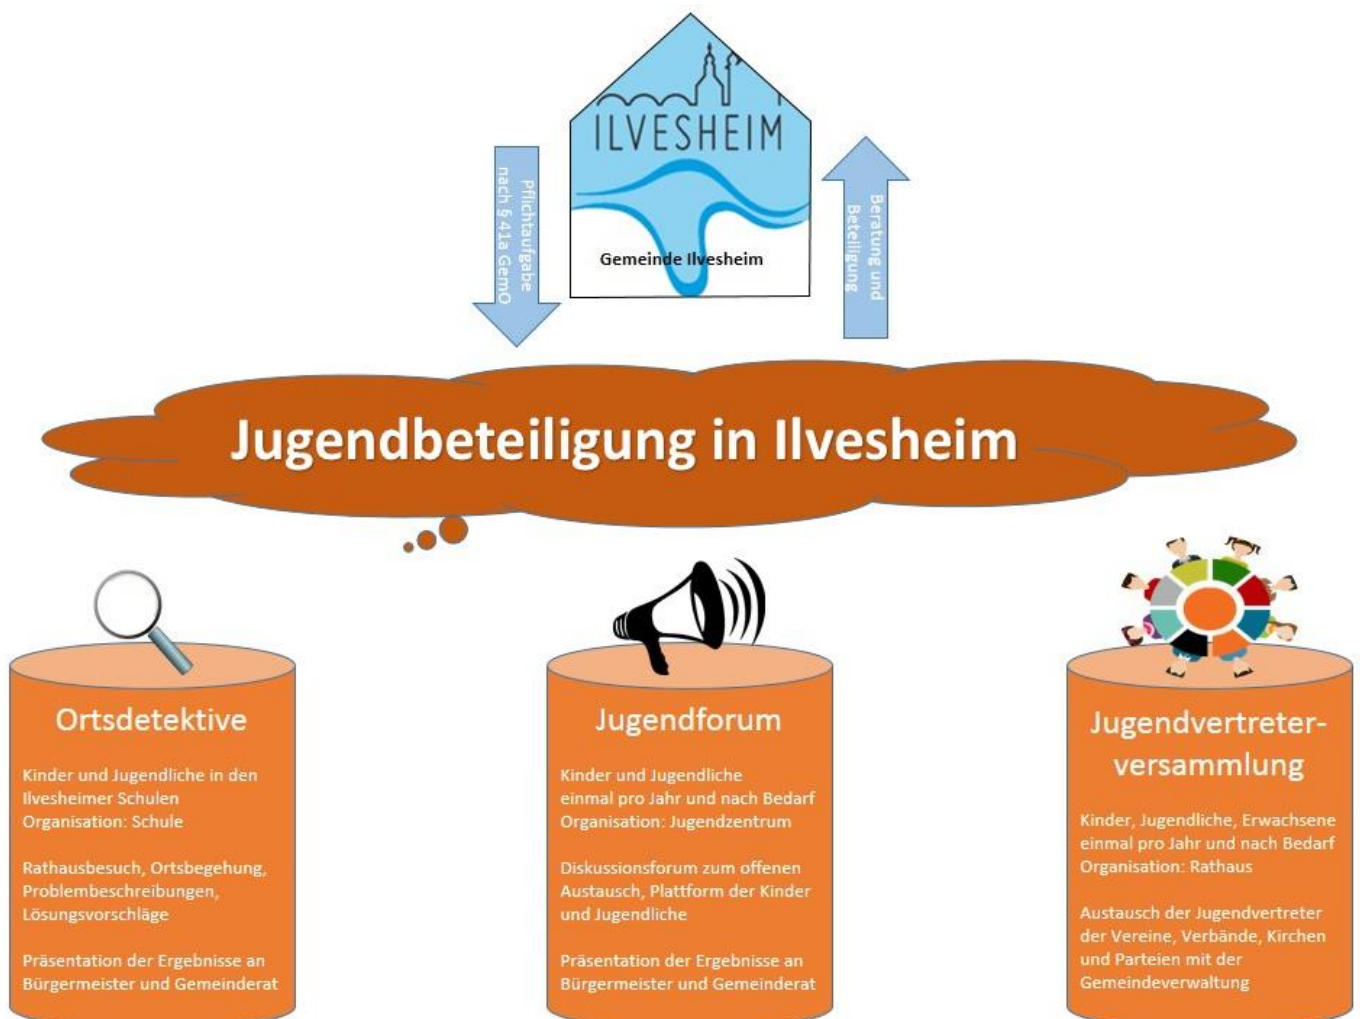 ILVESHEIM
Gemeinde Ilvesheim
Pflichtaufgabe
nach § 41a GemO
Beratung und
Beteiligung
Jugendbeteiligung in Ilvesheim
Ortsdetektive
Kinder und Jugendliche in den
Ilvesheimer Schulen
Organisation: Schule
Rathausbesuch, Ortsbegehung,
Problembeschreibungen,
Lösungsvorschläge
Präsentation der Ergebnisse an
Bürgermeister und Gemeinderat
Jugendforum
Kinder und Jugendliche
einmal pro Jahr und nach Bedarf
Organisation: Jugendzentrum
Diskussionsforum zum offenen
Austausch, Plattform der Kinder
und Jugendliche
Präsentation der Ergebnisse an
Bürgermeister und Gemeinderat
Jugendvertreter-
versammlung
Kinder, Jugendliche, Erwachsene
einmal pro Jahr und nach Bedarf
Organisation: Rathaus
Austausch der Jugendvertreter
der Vereine, Verbände, Kirchen
und Parteien mit der
Gemeindeverwaltung